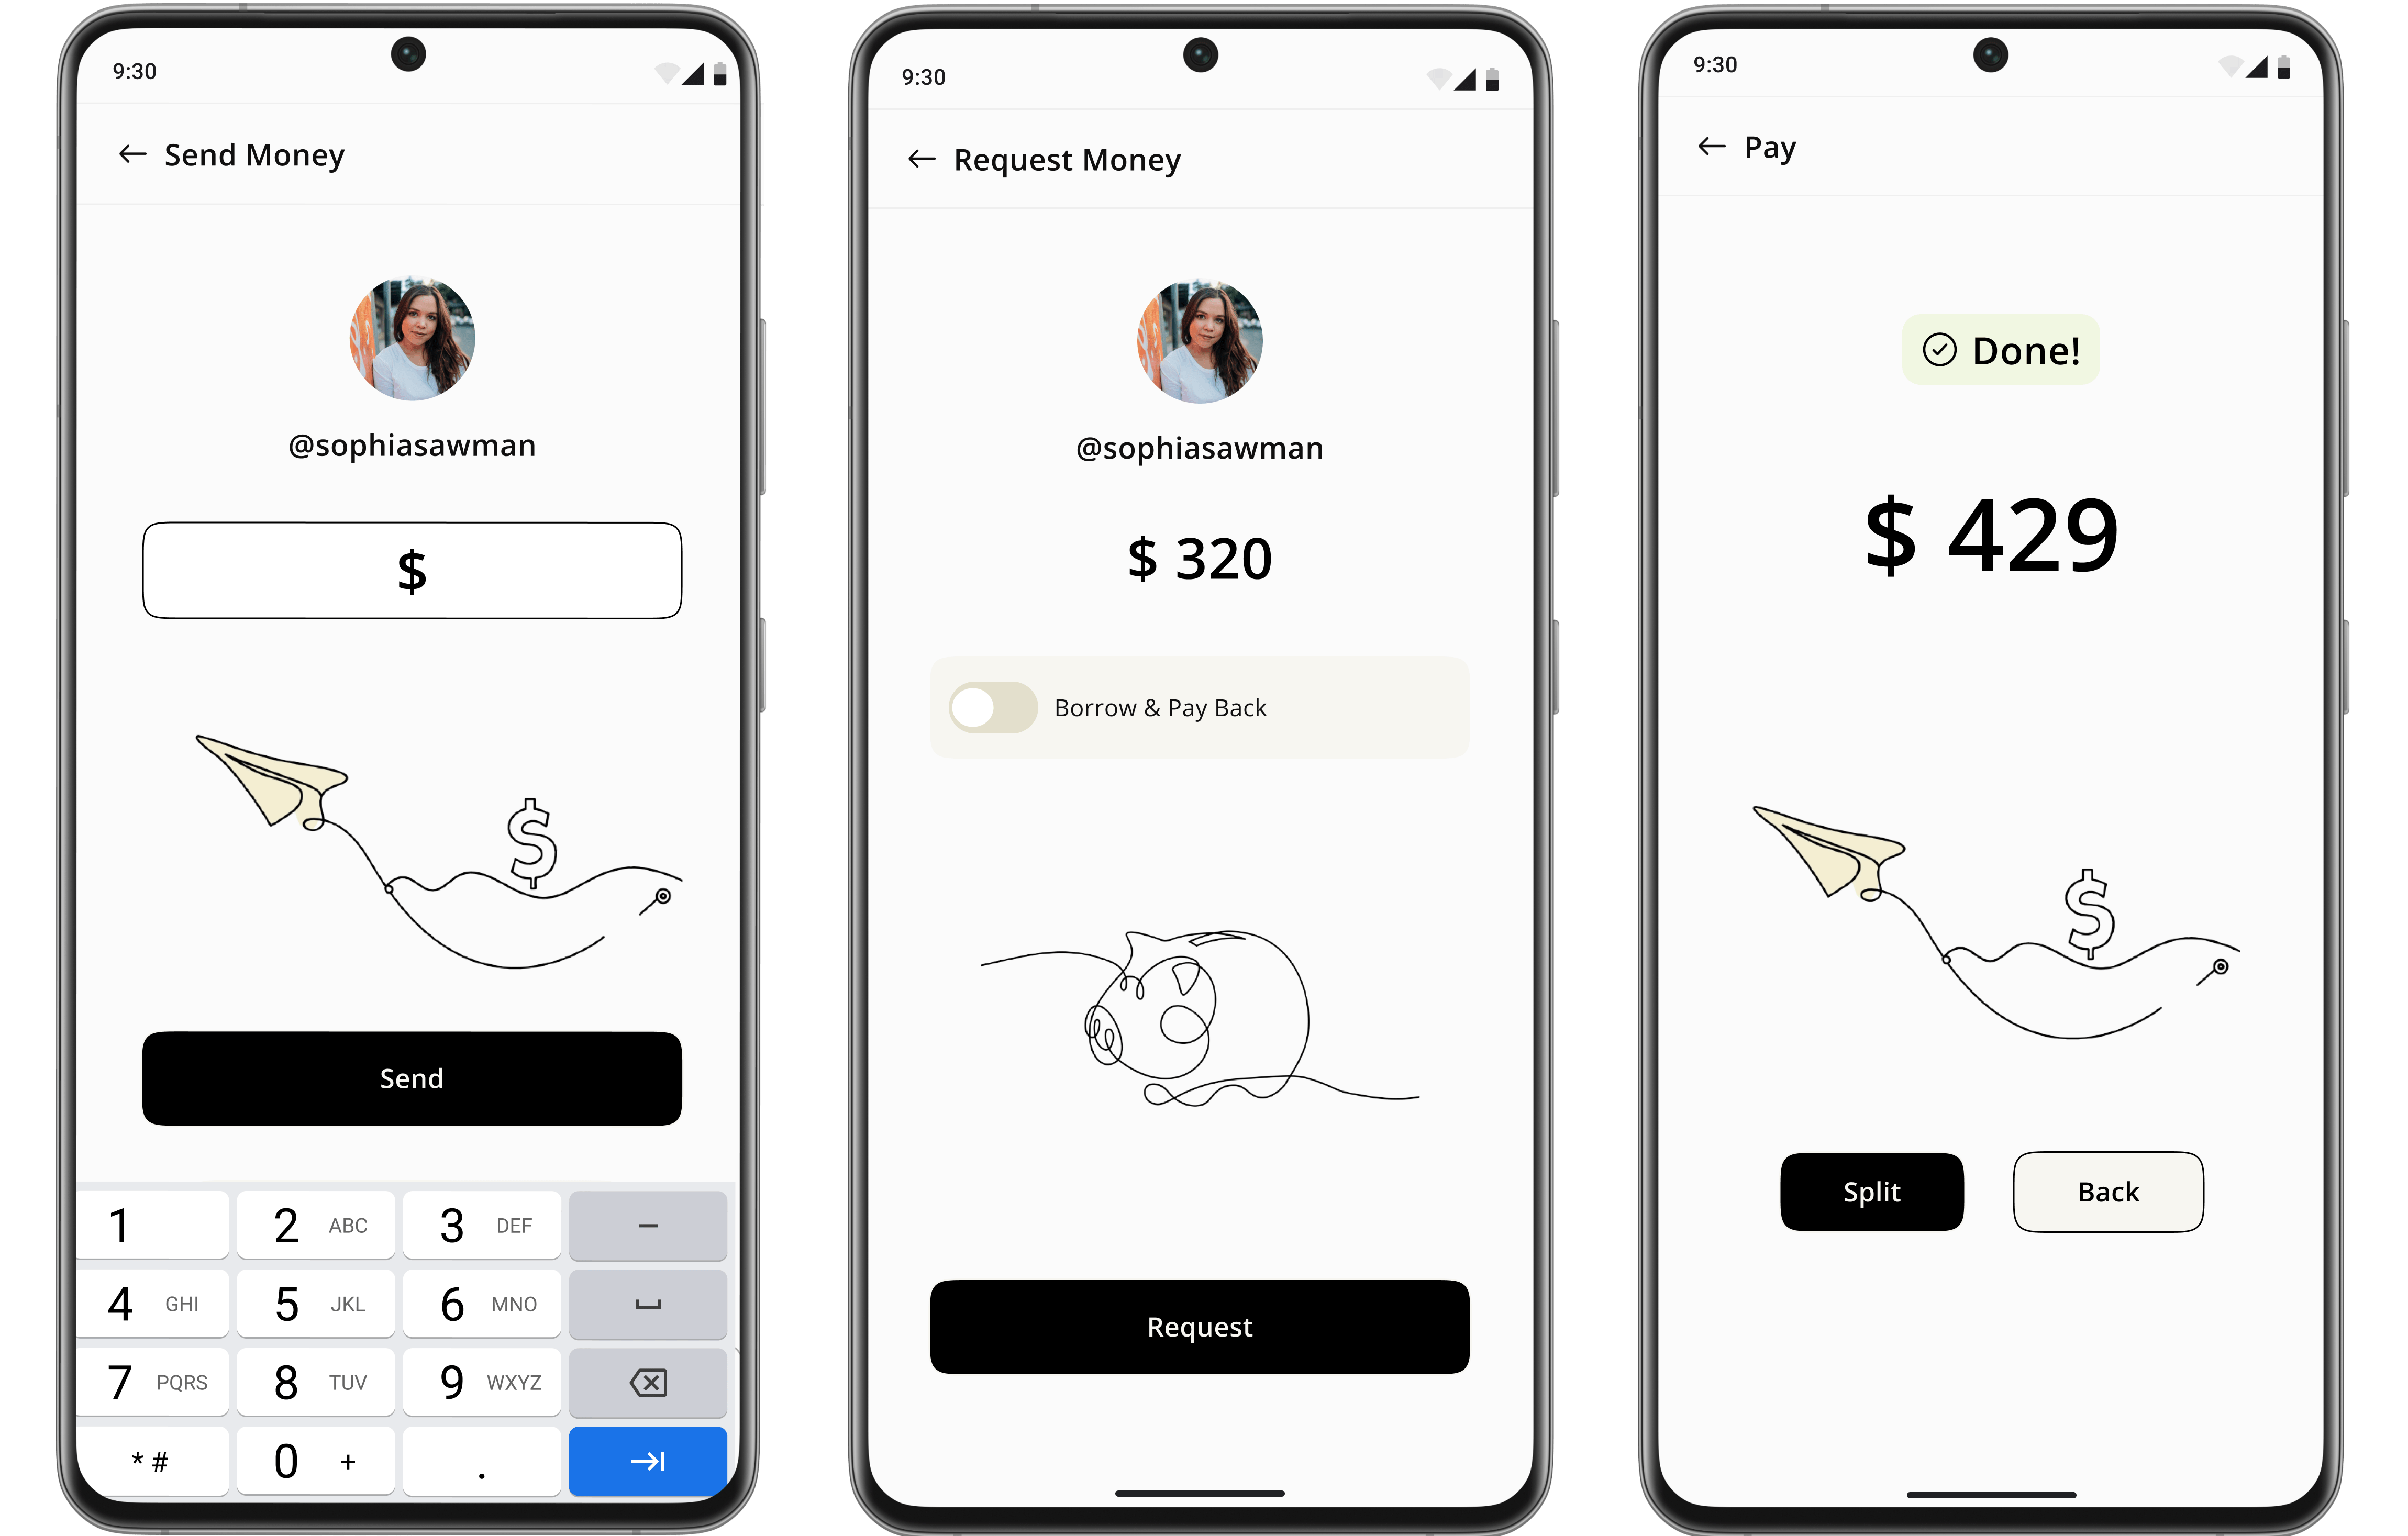 9:30
Send Money
@sophiasawman
$
$
Send
1
2 ABC
3 DEF
4 GHI
5 JKL
6 MNO
7 PQRS
8 TUV
9 WXYZ
* #
0 +
.
9:30
Request Money
@sophiasawman
$ 320
Borrow & Pay Back
Request
9:30
Pay
Done!
$ 429
$
Split
Back